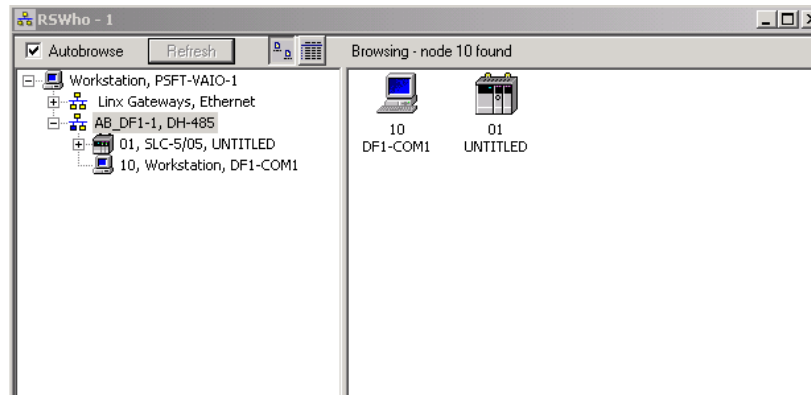 RSWho - 1
Autobrowse
Refresh
Browsing - node 10 found
Workstation, PSFT-VAIO-1
Linx Gateways, Ethernet
AB_DF1-1, DH-485
01, SLC-5/05, UNTITLED
10, Workstation, DF1-COM1
10
DF1-COM1
01
UNTITLED